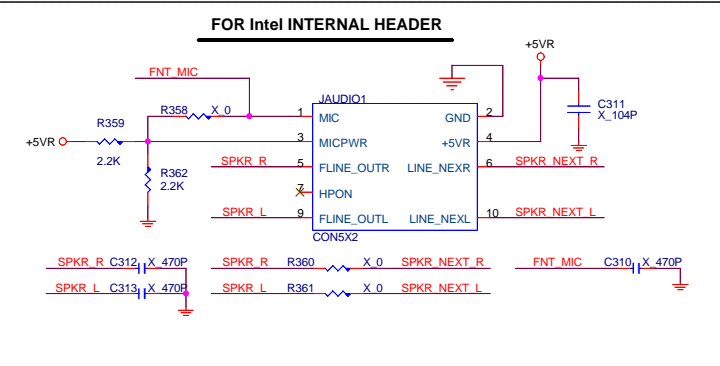 FOR Intel INTERNAL HEADER
+5VR
FNT_MIC
JAUDIO1
R358 X_0
1 MIC GND 2
C311
X_104P
R359
+5VR
3 MICPWR +5VR 4
2.2K
R362
2.2K
SPKR_R 5 FLINE_OUTR LINE_NEXR 6 SPKR_NEXT_R
7 HPON
SPKR_L 9 FLINE_OUTL LINE_NEXL 10 SPKR_NEXT_L
CON5X2
SPKR_R C312 X_470P SPKR_R R360 X_0 SPKR_NEXT_R FNT_MIC C310 X_470P
SPKR_L C313 X_470P SPKR_L R361 X_0 SPKR_NEXT_L